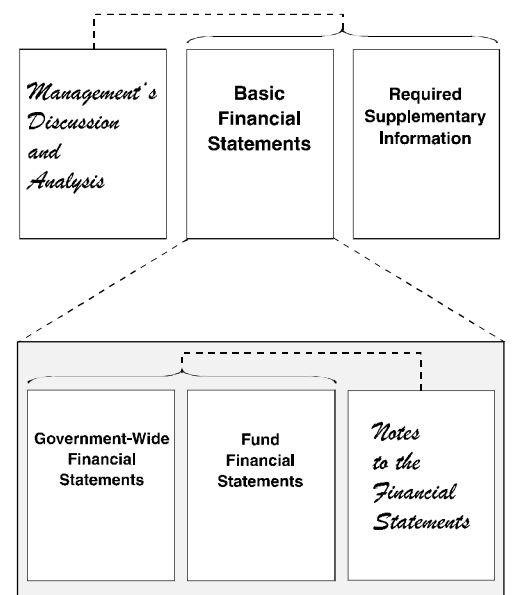 Management's
Discussion
and
Analysis
Basic
Financial
Statements
Required
Supplementary
Information
Government-Wide
Financial
Statements
Fund
Financial
Statements
Notes
to the
Financial
Statements